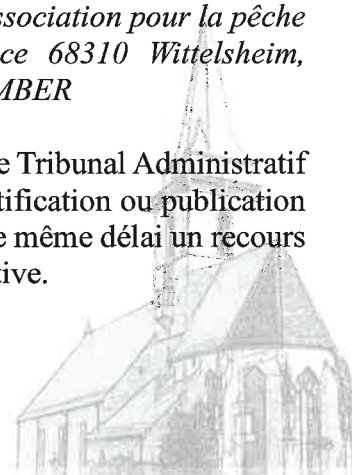 ssociation pour la pêche
ce 68310 Wittelsheim,
MBER
e Tribunal Administratif
tification ou publication
e même délai un recours
tive.